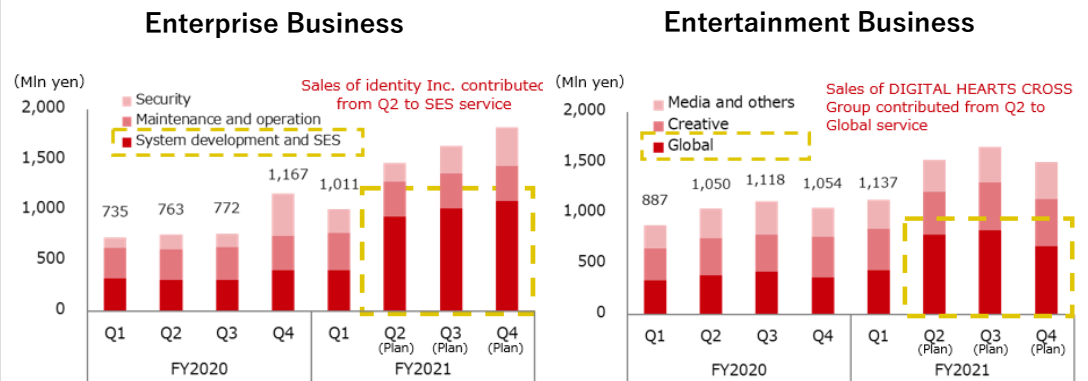 Enterprise Business
(Mln yen)
Sales of identity Inc. contributed
from Q2 to SES service
Security
Maintenance and operation
System development and SES
2,000
1,500
1,000
500
0
735
763
772
1,167
1,011
Q1 Q2 Q3 Q4 Q1 Q2 Q3 Q4
(Plan) (Plan) (Plan)
FY2020 FY2021
Entertainment Business
(Mln yen)
Sales of DIGITAL HEARTS CROSS
Group contributed from Q2 to
Global service
Media and others
Creative
Global
2,000
1,500
1,000
500
0
887
1,050
1,118
1,054
1,137
Q1 Q2 Q3 Q4 Q1 Q2 Q3 Q4
(Plan) (Plan) (Plan)
FY2020 FY2021